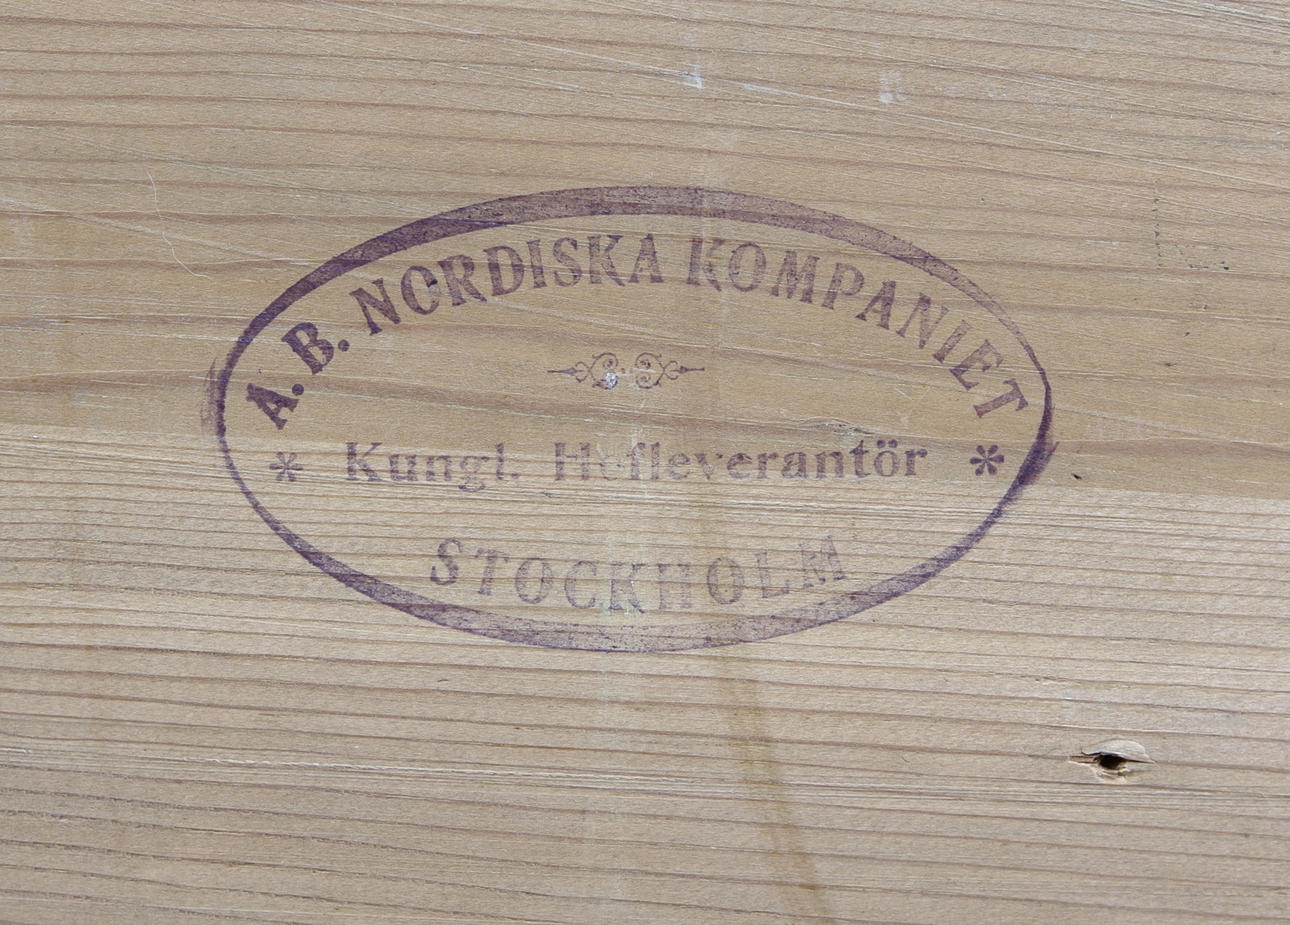 A. B. NORDISKA KOMPANIET
* Kungl. Hofleverantör *
STOCKHOLM